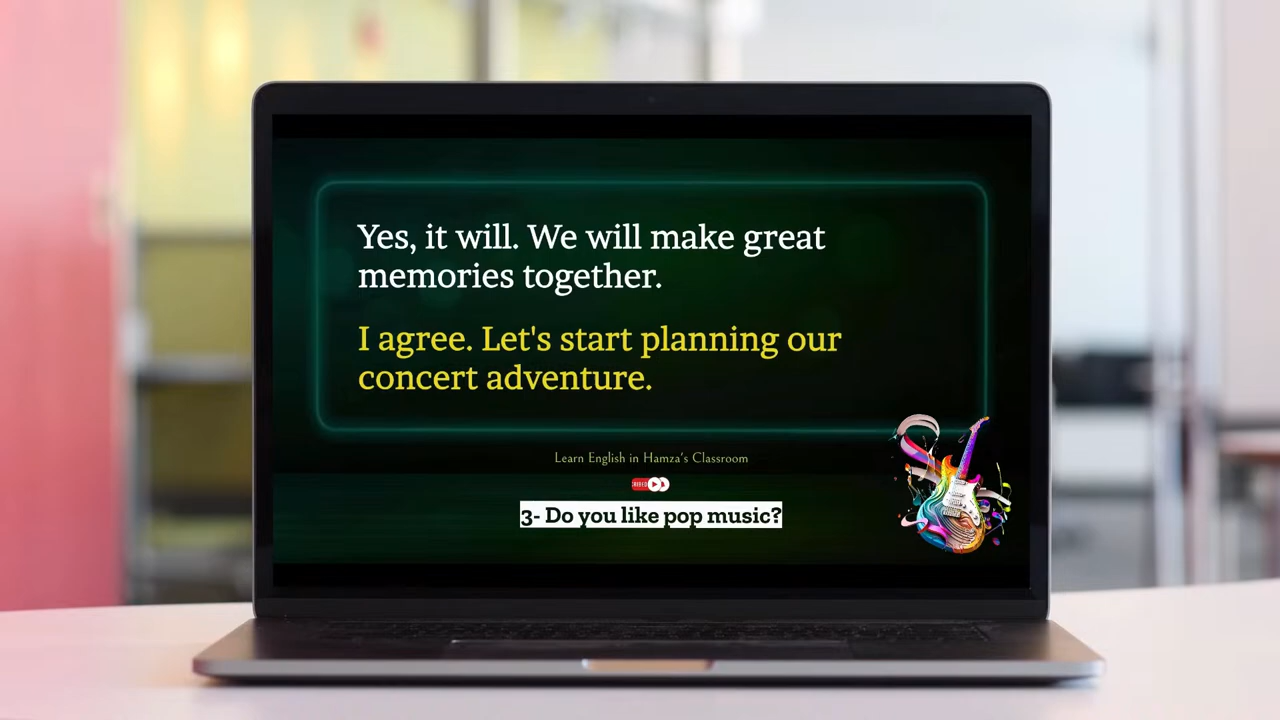 Yes, it will. We will make great
memories together.
I agree. Let's start planning our
concert adventure.
Learn English in Hamza's Classroom
3- Do you like pop music?